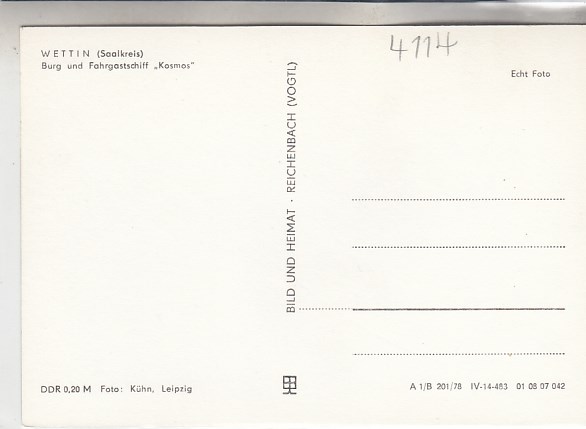 WETTIN (Saalkreis)
Burg und Fahrgastschiff „Kosmos"
4114
Echt Foto
BILD UND HEIMAT · REICHENBACH (VOGTL)
DDR 0,20 M Foto: Kühn, Leipzig
A 1/B 201/78 IV-14-483 01 08 07 042